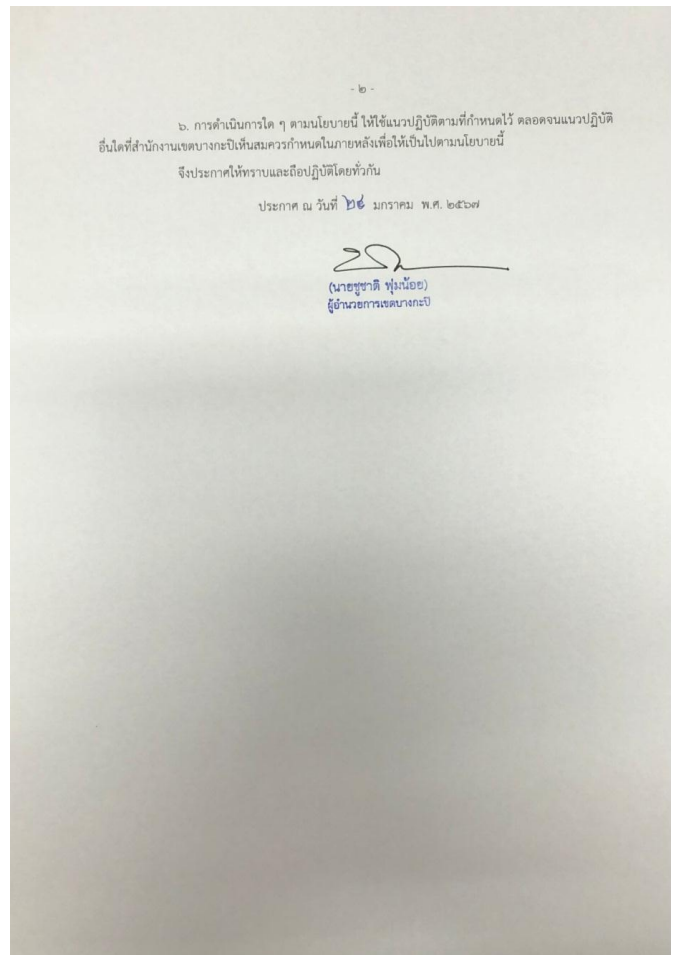 - ๒ -
๖. การดำเนินการใด ๆ ตามนโยบายนี้ ให้ใช้แนวปฏิบัติตามที่กำหนดไว้ ตลอดจนแนวปฏิบัติ
อื่นใดที่สำนักงานเขตบางกะปิเห็นสมควรกำหนดในภายหลังเพื่อให้เป็นไปตามนโยบายนี้
จึงประกาศให้ทราบและถือปฏิบัติโดยทั่วกัน
ประกาศ ณ วันที่ มกราคม พ.ศ. ๒๕๖๗
(นายชูชาติ พุ่มน้อย)
ผู้อำนวยการเขตบางกะปิ